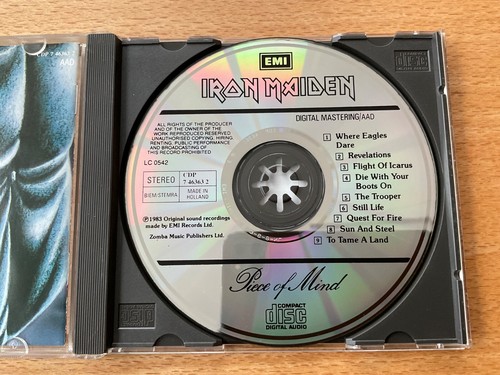 CDP 7 46363 2
AAD
EMI
IRON MAIDEN
DIGITAL MASTERING/AAD
ALL RIGHTS OF THE PRODUCER
AND OF THE OWNER OF THE
WORK REPRODUCED RESERVED
UNAUTHORISED COPYING, HIRING,
RENTING, PUBLIC PERFORMANCE
AND BROADCASTING OF
THIS RECORD PROHIBITED
LC 0542
STEREO
CDP
7 46363 2
BIEM/STEMRA
MADE IN
HOLLAND
℗ 1983 Original sound recordings
made by EMI Records Ltd.
Zomba Music Publishers Ltd.
1 Where Eagles
Dare
2 Revelations
3 Flight Of Icarus
4 Die With Your
Boots On
5 The Trooper
6 Still Life
7 Quest For Fire
8 Sun And Steel
9 To Tame A Land
Piece of Mind
COMPACT
disc
DIGITAL AUDIO